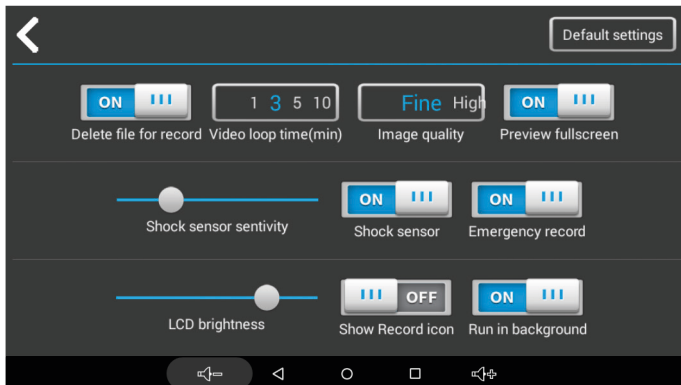 Default settings
ON 1 3 5 10 Fine High ON
Delete file for record Video loop time(min) Image quality Preview fullscreen
ON ON
Shock sensor sentivity Shock sensor Emergency record
OFF ON
LCD brightness Show Record icon Run in background